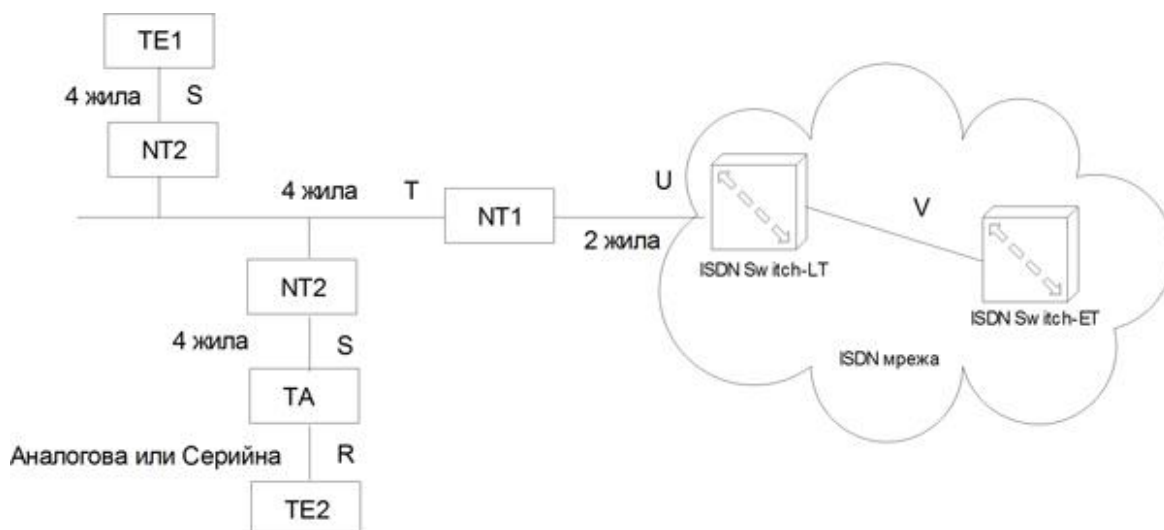 TE1
4 жила S
NT2
4 жила T
NT1
U
2 жила
V
ISDN Switch-LT
ISDN Switch-ET
NT2
4 жила S
ISDN мрежа
TA
Аналогова или Серийна R
TE2